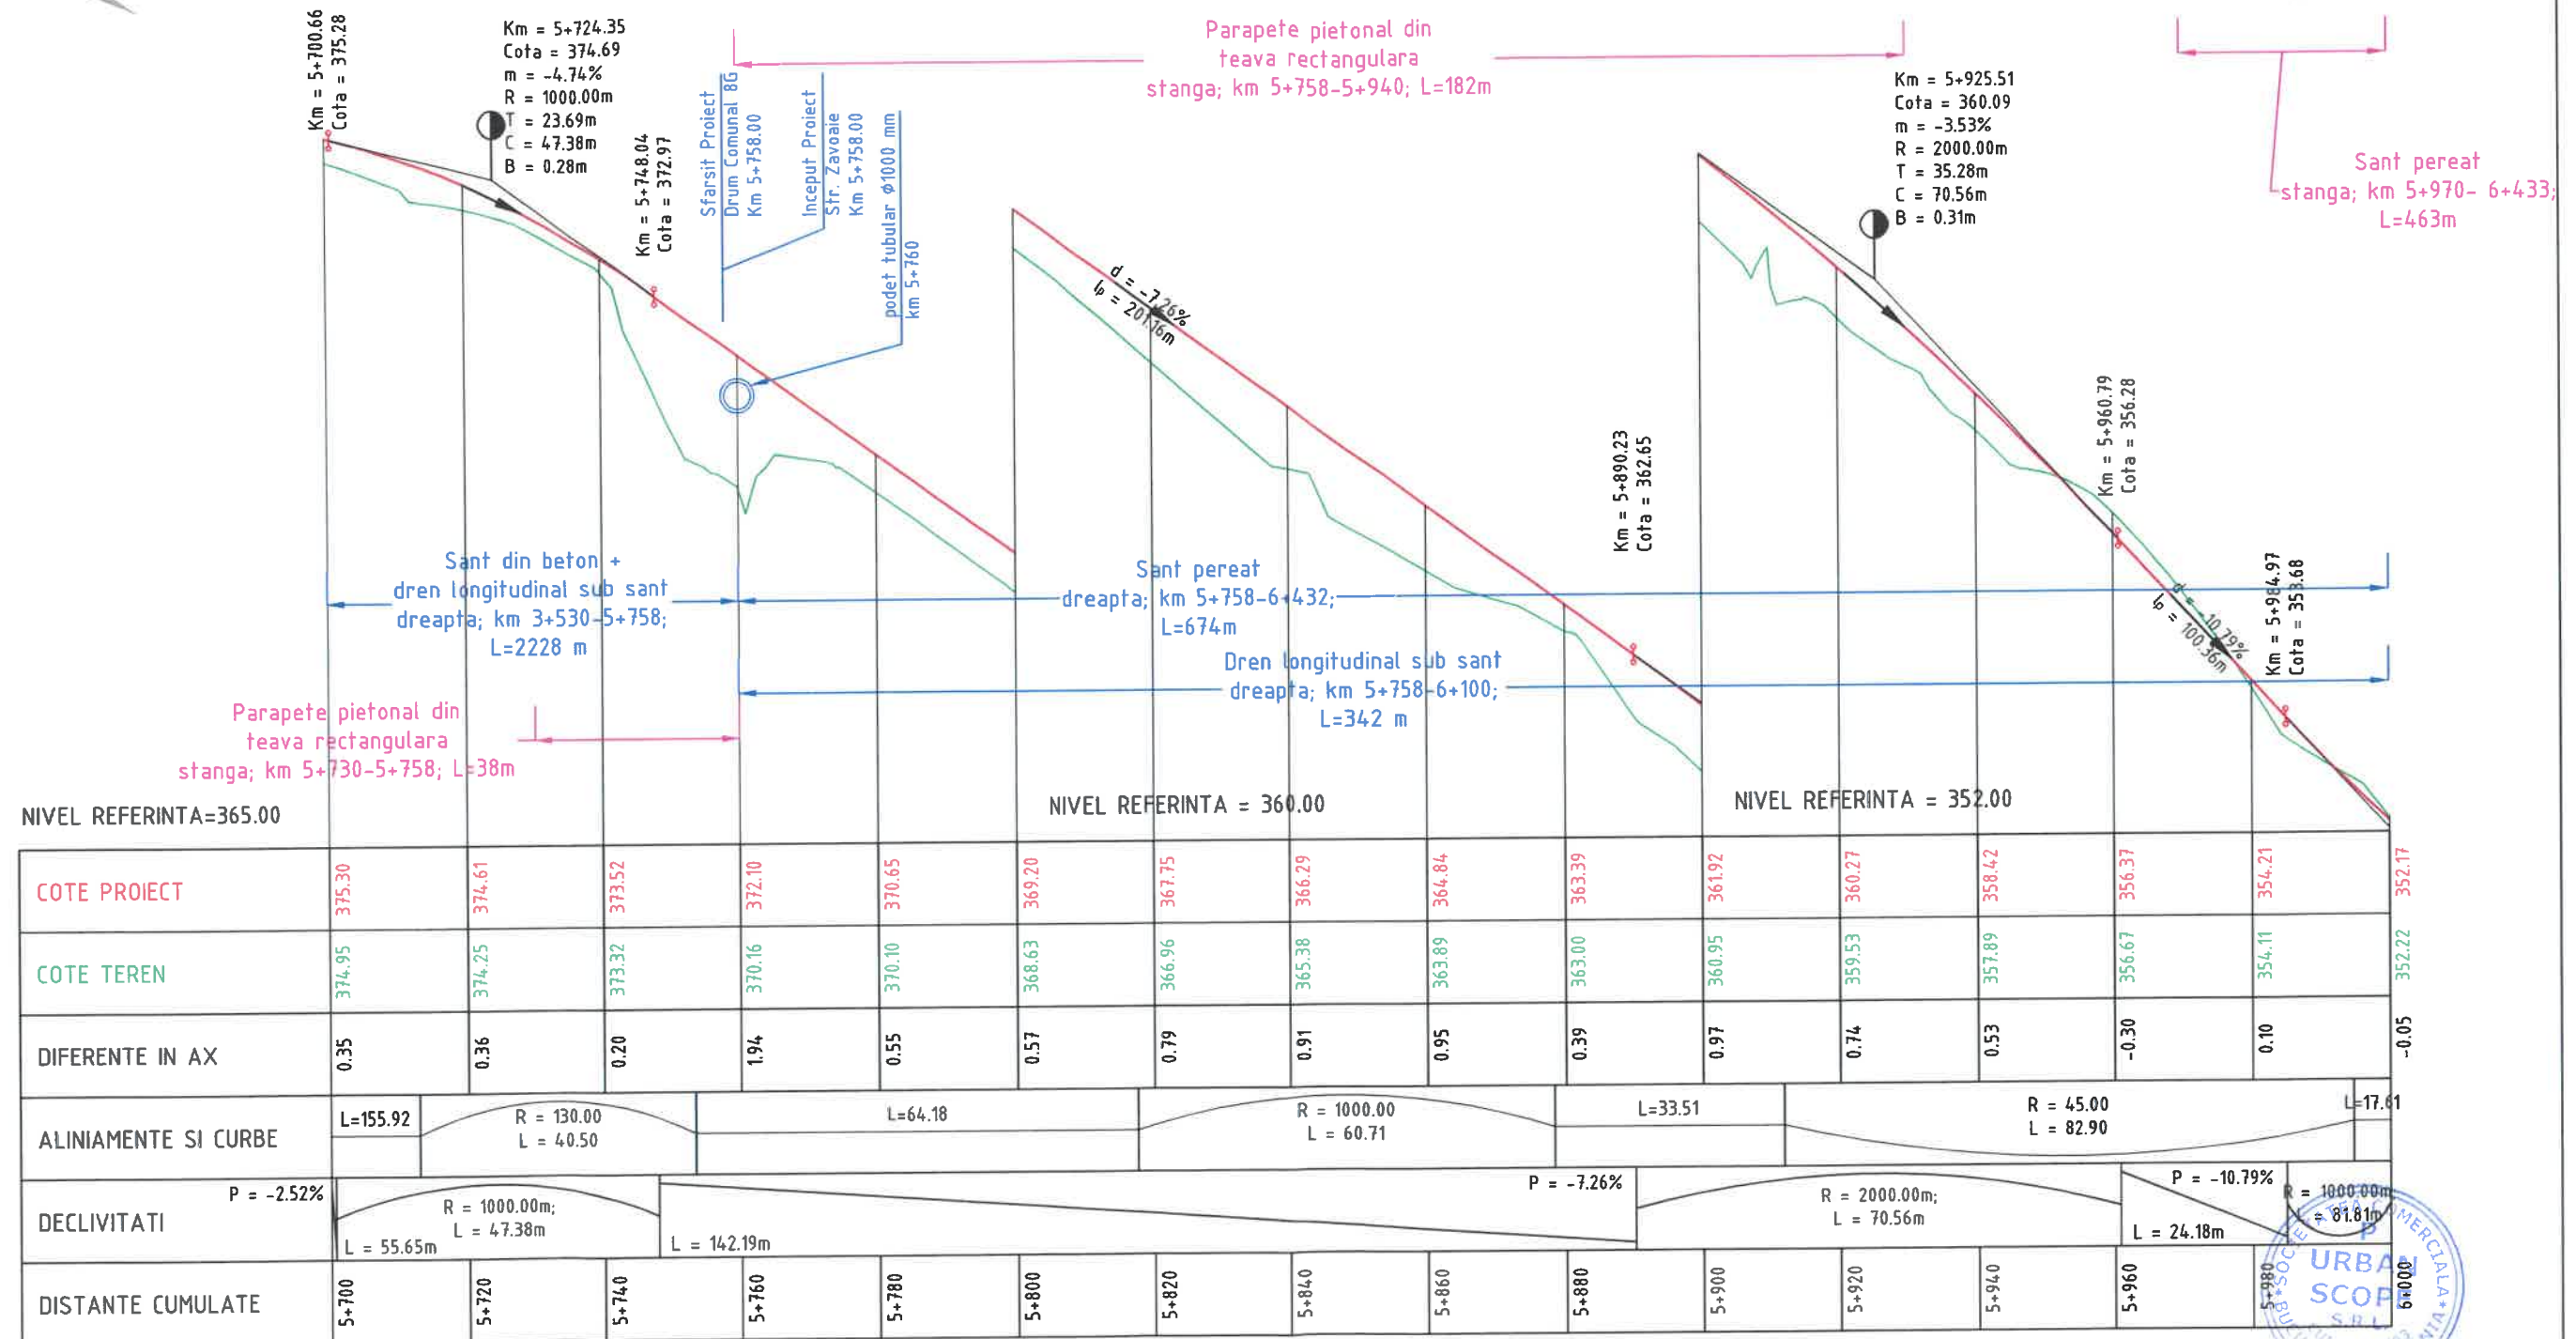 Km = 5+700.66
Cota = 375.28
Km = 5+724.35
Cota = 374.69
m = -4.74%
R = 1000.00m
T = 23.69m
C = 47.38m
B = 0.28m
Km = 5+748.04
Cota = 372.97
Sfarsit Proiect
Drum Comunal 8G
Km 5+758.00
Inceput Proiect
Str. Zavoaie
Km 5+758.00
podet tubular Ø1000 mm
km 5+760
Parapete pietonal din
teava rectangulara
stanga; km 5+758-5+940; L=182m
Km = 5+925.51
Cota = 360.09
m = -3.53%
R = 2000.00m
T = 35.28m
C = 70.56m
B = 0.31m
Sant pereat
stanga; km 5+970- 6+433;
L=463m
d = -7.26%
lp = 201.16m
Km = 5+890.23
Cota = 362.65
Km = 5+960.79
Cota = 356.28
d = -10.79%
lp = 100.36m
Km = 5+984.97
Cota = 353.68
Sant din beton +
dren longitudinal sub sant
dreapta; km 3+530-5+758;
L=2228 m
Sant pereat
dreapta; km 5+758-6+432;
L=674m
Dren longitudinal sub sant
dreapta; km 5+758-6+100;
L=342 m
Parapete pietonal din
teava rectangulara
stanga; km 5+730-5+758; L=38m
NIVEL REFERINTA=365.00
NIVEL REFERINTA = 360.00
NIVEL REFERINTA = 352.00
COTE PROIECT 375.30 374.61 373.52 372.10 370.65 369.20 367.75 366.29 364.84 363.39 361.92 360.27 358.42 356.37 354.21 352.17
COTE TEREN 374.95 374.25 373.32 370.16 370.10 368.63 366.96 365.38 363.89 363.00 360.95 359.53 357.89 356.67 354.11 352.22
DIFERENTE IN AX 0.35 0.36 0.20 1.94 0.55 0.57 0.79 0.91 0.95 0.39 0.97 0.74 0.53 -0.30 0.10 -0.05
ALINIAMENTE SI CURBE
L=155.92
R = 130.00
L = 40.50
L=64.18
R = 1000.00
L = 60.71
L=33.51
R = 45.00
L = 82.90
L=17.61
DECLIVITATI
P = -2.52%
L = 55.65m
R = 1000.00m;
L = 47.38m
P = -7.26%
L = 142.19m
R = 2000.00m;
L = 70.56m
P = -10.79%
L = 24.18m
R = 1000.00m;
L = 81.81m
DISTANTE CUMULATE 5+700 5+720 5+740 5+760 5+780 5+800 5+820 5+840 5+860 5+880 5+900 5+920 5+940 5+960 5+980 6+000
P
URBAN
SCOPE
S.R.L.